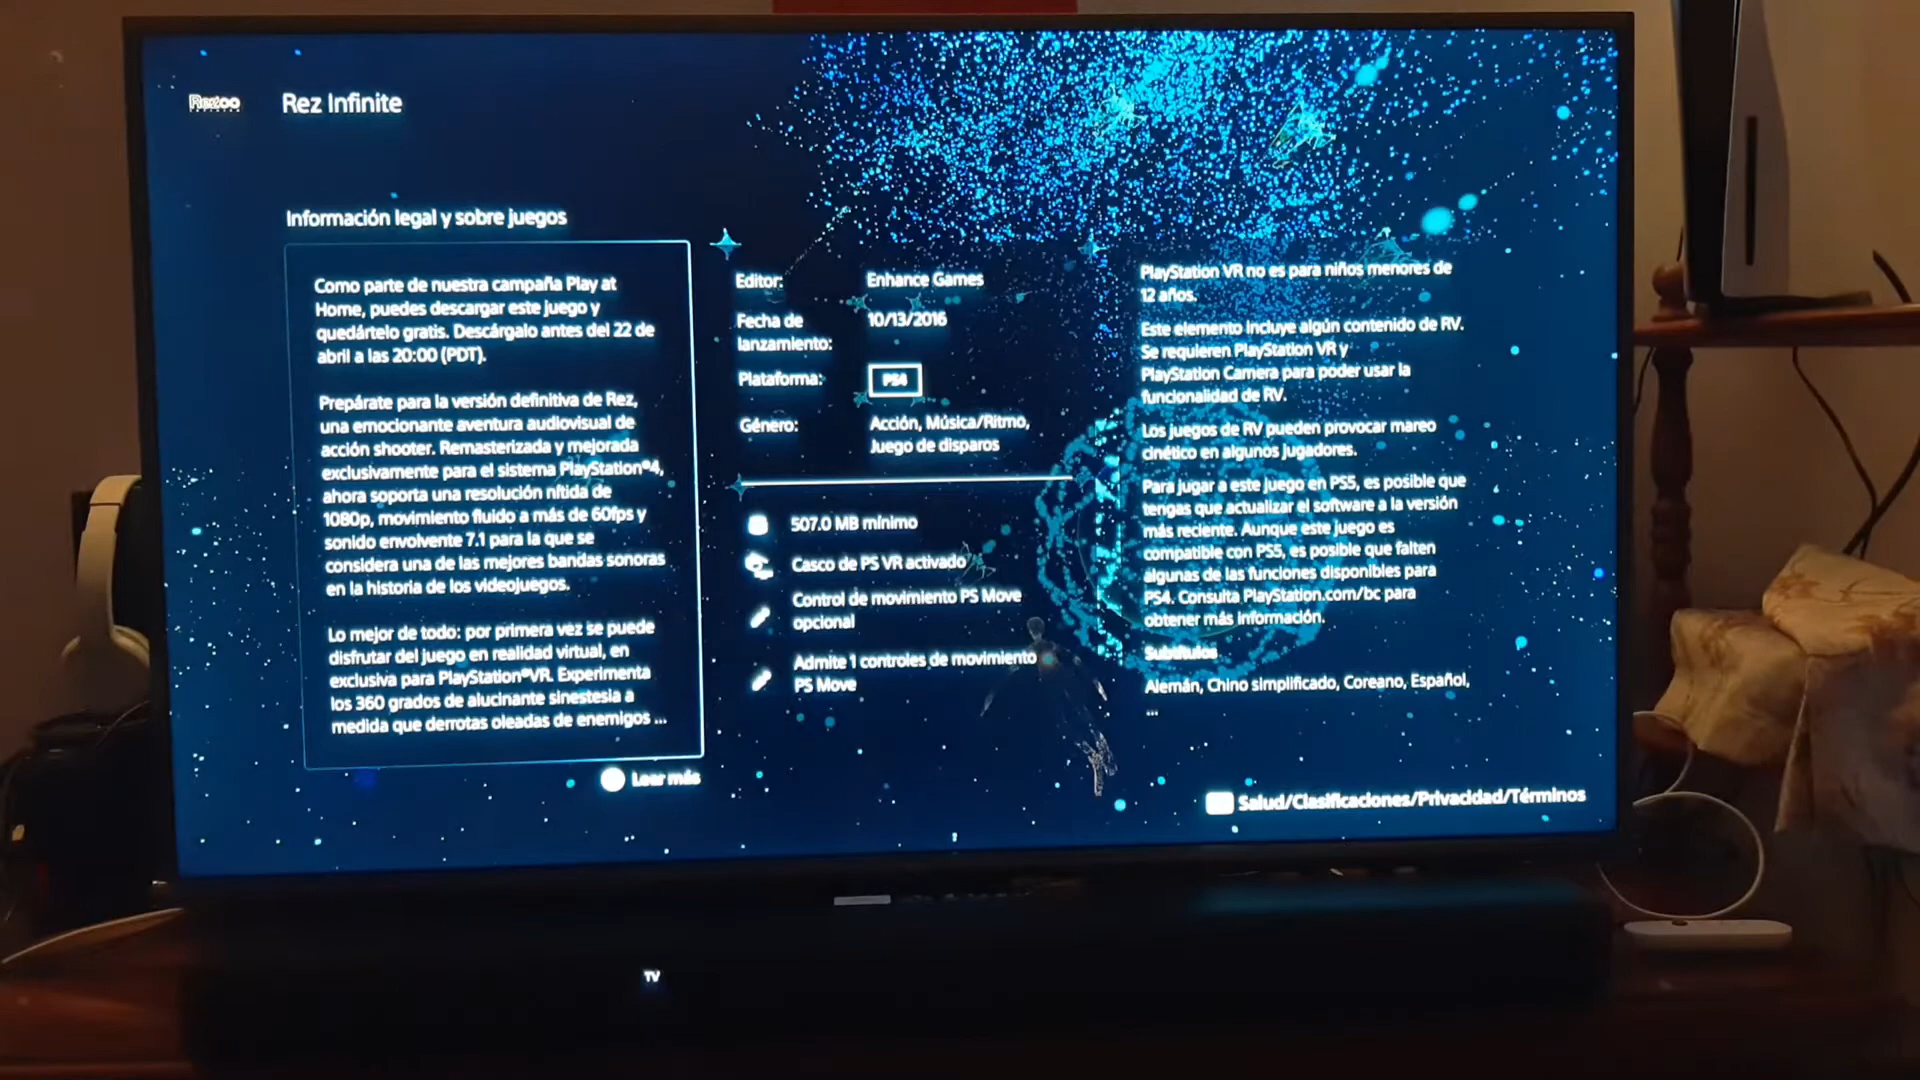 Rez∞
Rez Infinite
Información legal y sobre juegos
Como parte de nuestra campaña Play at
Home, puedes descargar este juego y
quedártelo gratis. Descárgalo antes del 22 de
abril a las 20:00 (PDT).
Prepárate para la versión definitiva de Rez,
una emocionante aventura audiovisual de
acción shooter. Remasterizada y mejorada
exclusivamente para el sistema PlayStation®4,
ahora soporta una resolución nítida de
1080p, movimiento fluido a más de 60fps y
sonido envolvente 7.1 para la que se
considera una de las mejores bandas sonoras
en la historia de los videojuegos.
Lo mejor de todo: por primera vez se puede
disfrutar del juego en realidad virtual, en
exclusiva para PlayStation®VR. Experimenta
los 360 grados de alucinante sinestesia a
medida que derrotas oleadas de enemigos ...
Leer más
Editor: Enhance Games
Fecha de lanzamiento: 10/13/2016
Plataforma: PS4
Género: Acción, Música/Ritmo,
Juego de disparos
507.0 MB mínimo
Casco de PS VR activado
Control de movimiento PS Move
opcional
Admite 1 controles de movimiento
PS Move
PlayStation VR no es para niños menores de
12 años.
Este elemento incluye algún contenido de RV.
Se requieren PlayStation VR y
PlayStation Camera para poder usar la
funcionalidad de RV.
Los juegos de RV pueden provocar mareo
cinético en algunos jugadores.
Para jugar a este juego en PS5, es posible que
tengas que actualizar el software a la versión
más reciente. Aunque este juego es
compatible con PS5, es posible que falten
algunas de las funciones disponibles para
PS4. Consulta PlayStation.com/bc para
obtener más información.
Subtítulos
Alemán, Chino simplificado, Coreano, Español,
...
Salud/Clasificaciones/Privacidad/Términos
TV